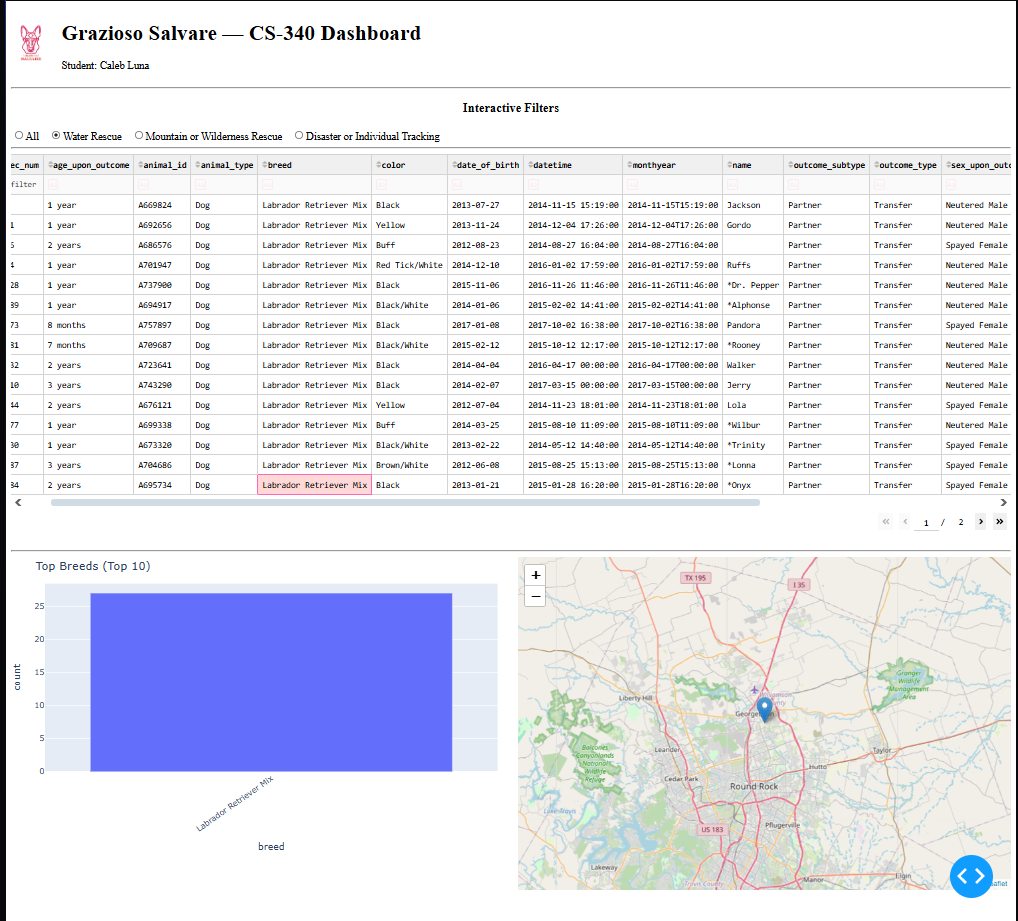 Grazioso Salvare — CS-340 Dashboard
Student: Caleb Luna
Interactive Filters
All Water Rescue Mountain or Wilderness Rescue Disaster or Individual Tracking
ec_num age_upon_outcome animal_id animal_type breed color date_of_birth datetime monthyear name outcome_subtype outcome_type sex_upon_outc
filter
1 year A669824 Dog Labrador Retriever Mix Black 2013-07-27 2014-11-15 15:19:00 2014-11-15T15:19:00 Jackson Partner Transfer Neutered Male
1 year A692656 Dog Labrador Retriever Mix Yellow 2013-11-24 2014-12-04 17:26:00 2014-12-04T17:26:00 Gordo Partner Transfer Neutered Male
2 years A686576 Dog Labrador Retriever Mix Buff 2012-08-23 2014-08-27 16:04:00 2014-08-27T16:04:00 Partner Transfer Spayed Female
1 year A701947 Dog Labrador Retriever Mix Red Tick/White 2014-12-10 2016-01-02 17:59:00 2016-01-02T17:59:00 Ruffs Partner Transfer Neutered Male
28 1 year A737900 Dog Labrador Retriever Mix Black 2015-11-06 2016-11-26 11:46:00 2016-11-26T11:46:00 *Dr. Pepper Partner Transfer Neutered Male
39 1 year A694917 Dog Labrador Retriever Mix Black/White 2014-01-06 2015-02-02 14:41:00 2015-02-02T14:41:00 *Alphonse Partner Transfer Neutered Male
73 8 months A757897 Dog Labrador Retriever Mix Black 2017-01-08 2017-10-02 16:38:00 2017-10-02T16:38:00 Pandora Partner Transfer Spayed Female
31 7 months A709687 Dog Labrador Retriever Mix Black/White 2015-02-12 2015-10-12 12:17:00 2015-10-12T12:17:00 *Rooney Partner Transfer Neutered Male
32 2 years A723641 Dog Labrador Retriever Mix Black 2014-04-04 2016-04-17 00:00:00 2016-04-17T00:00:00 Walker Partner Transfer Neutered Male
10 3 years A743290 Dog Labrador Retriever Mix Black 2014-02-07 2017-03-15 00:00:00 2017-03-15T00:00:00 Jerry Partner Transfer Neutered Male
44 2 years A676121 Dog Labrador Retriever Mix Yellow 2012-07-04 2014-11-23 18:01:00 2014-11-23T18:01:00 Lola Partner Transfer Spayed Female
77 1 year A699338 Dog Labrador Retriever Mix Buff 2014-03-25 2015-08-10 11:09:00 2015-08-10T11:09:00 *Wilbur Partner Transfer Neutered Male
30 1 year A673320 Dog Labrador Retriever Mix Black/White 2013-02-22 2014-05-12 14:40:00 2014-05-12T14:40:00 *Trinity Partner Transfer Spayed Female
37 3 years A704686 Dog Labrador Retriever Mix Brown/White 2012-06-08 2015-08-25 15:13:00 2015-08-25T15:13:00 *Lonna Partner Transfer Spayed Female
34 2 years A695734 Dog Labrador Retriever Mix Black 2013-01-21 2015-01-28 16:20:00 2015-01-28T16:20:00 *Onyx Partner Transfer Spayed Female
1 / 2
Top Breeds (Top 10)
25
20
15
10
5
0
count
Labrador Retriever Mix
breed
+
−
TX 195
I 35
Granger
Wildlife
Management
Area
Liberty Hill
Leander
Balcones
Canyonlands
National
Wildlife
Refuge
Taylor
Hutto
Cedar Park
Round Rock
US 183
Pflugerville
Lakeway
Manor
Elgin
Travis County